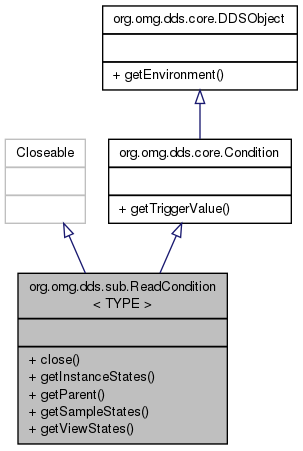 org.omg.dds.core.DDSObject
+ getEnvironment()
Closeable
org.omg.dds.core.Condition
+ getTriggerValue()
org.omg.dds.sub.ReadCondition
< TYPE >
+ close()
+ getInstanceStates()
+ getParent()
+ getSampleStates()
+ getViewStates()